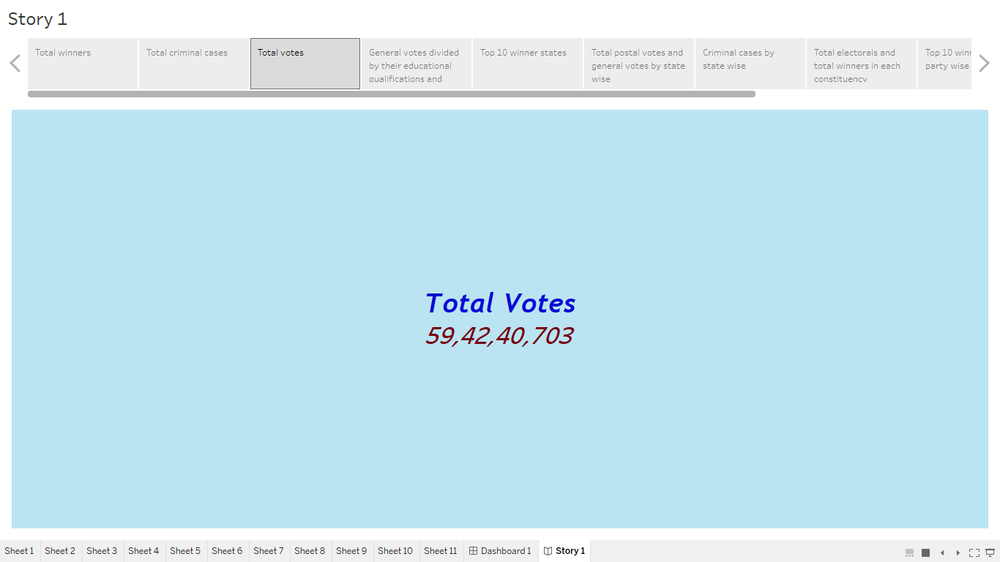 Story 1
Total winners
Total criminal cases
Total votes
General votes divided
by their educational
qualifications and
Top 10 winner states
Total postal votes and
general votes by state
wise
Criminal cases by
state wise
Total electorals and
total winners in each
constituency
Top 10 winn
party wise
Total Votes
59,42,40,703
Sheet 1 Sheet 2 Sheet 3 Sheet 4 Sheet 5 Sheet 6 Sheet 7 Sheet 8 Sheet 9 Sheet 10 Sheet 11 Dashboard 1 Story 1